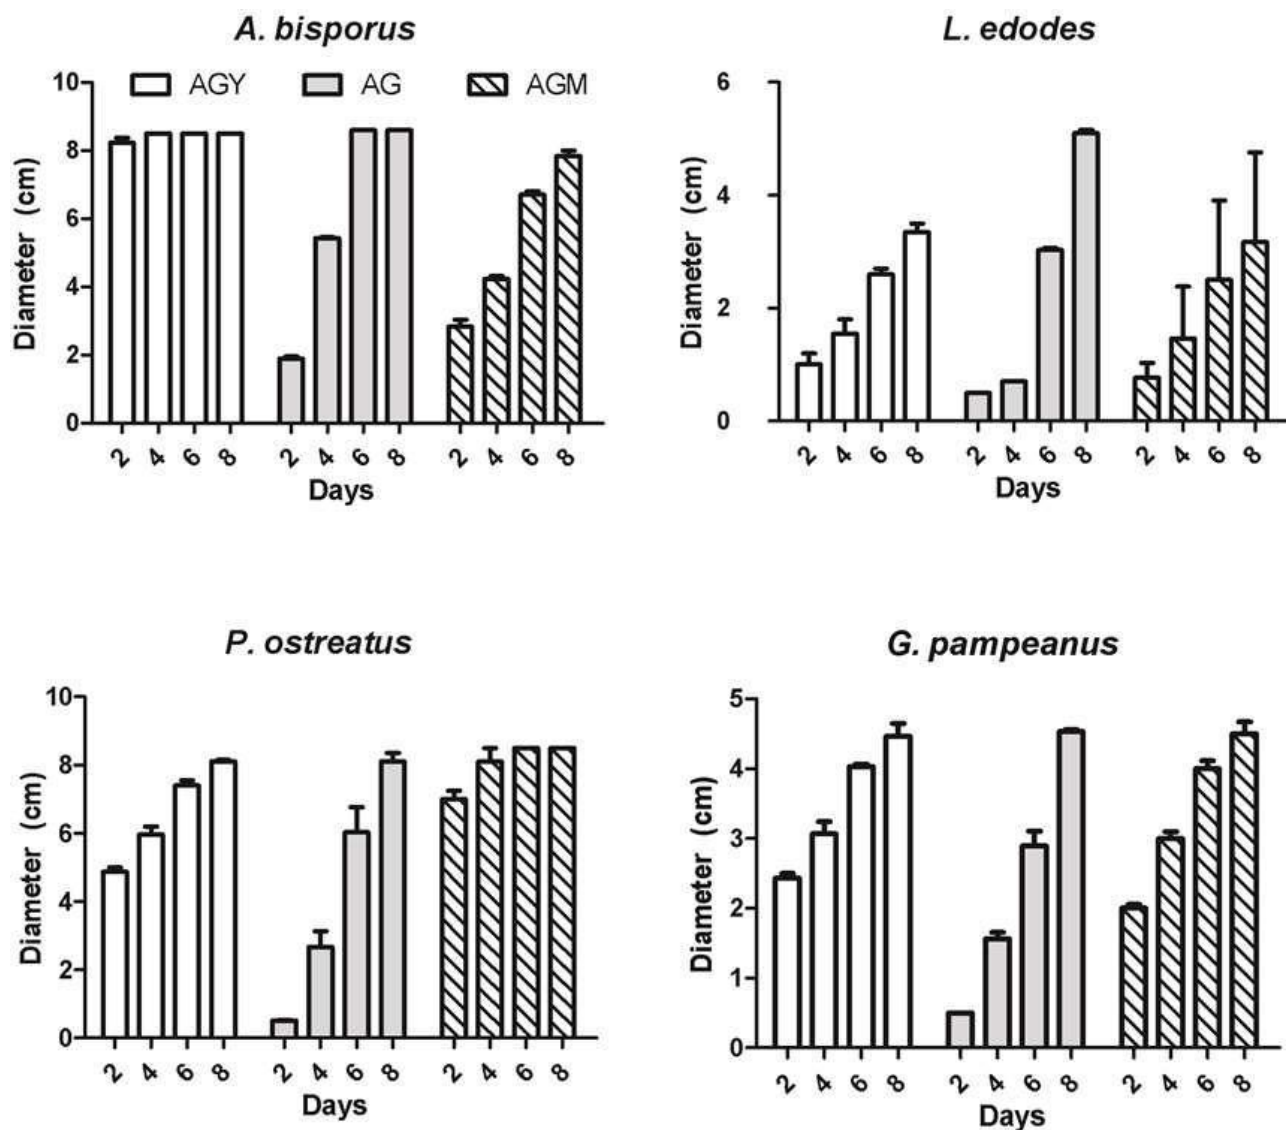 A. bisporus
AGY AG AGM
Diameter (cm)
10
8
6
4
2
0
2 4 6 8 2 4 6 8 2 4 6 8
Days
L. edodes
Diameter (cm)
6
4
2
0
2 4 6 8 2 4 6 8 2 4 6 8
Days
P. ostreatus
Diameter (cm)
10
8
6
4
2
0
2 4 6 8 2 4 6 8 2 4 6 8
Days
G. pampeanus
Diameter (cm)
5
4
3
2
1
0
2 4 6 8 2 4 6 8 2 4 6 8
Days